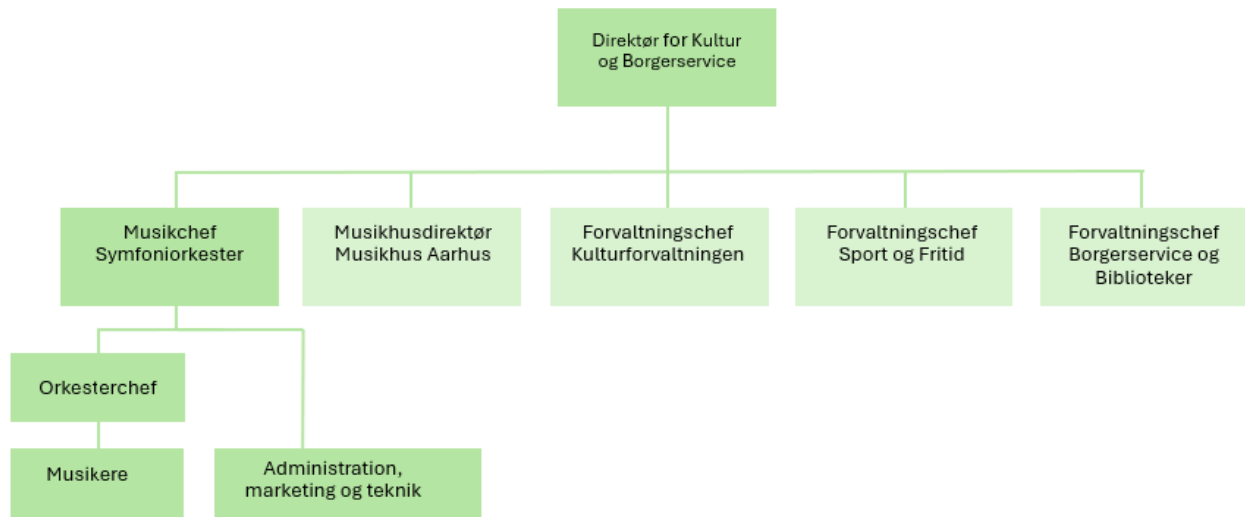 Direktør for Kultur
og Borgerservice
Musikchef
Symfoniorkester
Musikhusdirektør
Musikhus Aarhus
Forvaltningschef
Kulturforvaltningen
Forvaltningschef
Sport og Fritid
Forvaltningschef
Borgerservice og
Biblioteker
Orkesterchef
Musikere
Administration,
marketing og teknik